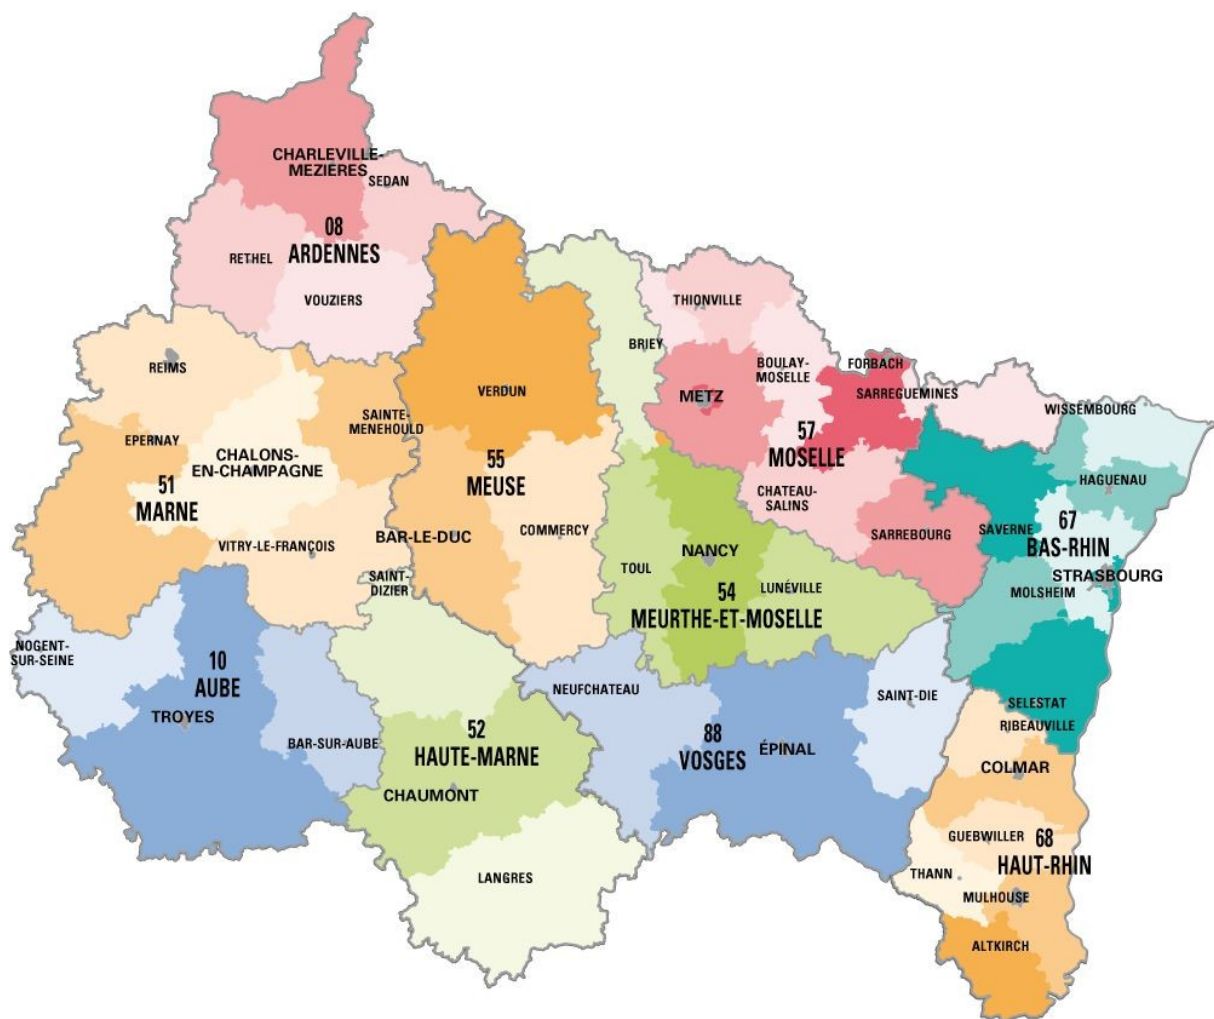 CHARLEVILLE-
MEZIÈRES
SEDAN
08
ARDENNES
RETHEL
VOUZIERS
REIMS
EPERNAY
SAINTE-
MENEHOULD
CHALONS-
EN-CHAMPAGNE
51
MARNE
VITRY-LE-FRANÇOIS
VERDUN
55
MEUSE
BAR-LE-DUC
COMMERCY
BRIEY
THIONVILLE
METZ
BOULAY-
MOSELLE
FORBACH
SARREGUEMINES
57
MOSELLE
CHATEAU-
SALINS
SARREBOURG
WISSEMBOURG
HAGUENAU
SAVERNE
67
BAS-RHIN
STRASBOURG
MOLSHEIM
SELESTAT
TOUL
NANCY
LUNÉVILLE
54
MEURTHE-ET-MOSELLE
SAINT-
DIZIER
NOGENT-
SUR-SEINE
10
AUBE
TROYES
BAR-SUR-AUBE
52
HAUTE-MARNE
CHAUMONT
LANGRES
NEUFCHATEAU
88
VOSGES
ÉPINAL
SAINT-DIE
RIBEAUVILLE
COLMAR
GUEBWILLER
68
HAUT-RHIN
THANN
MULHOUSE
ALTKIRCH